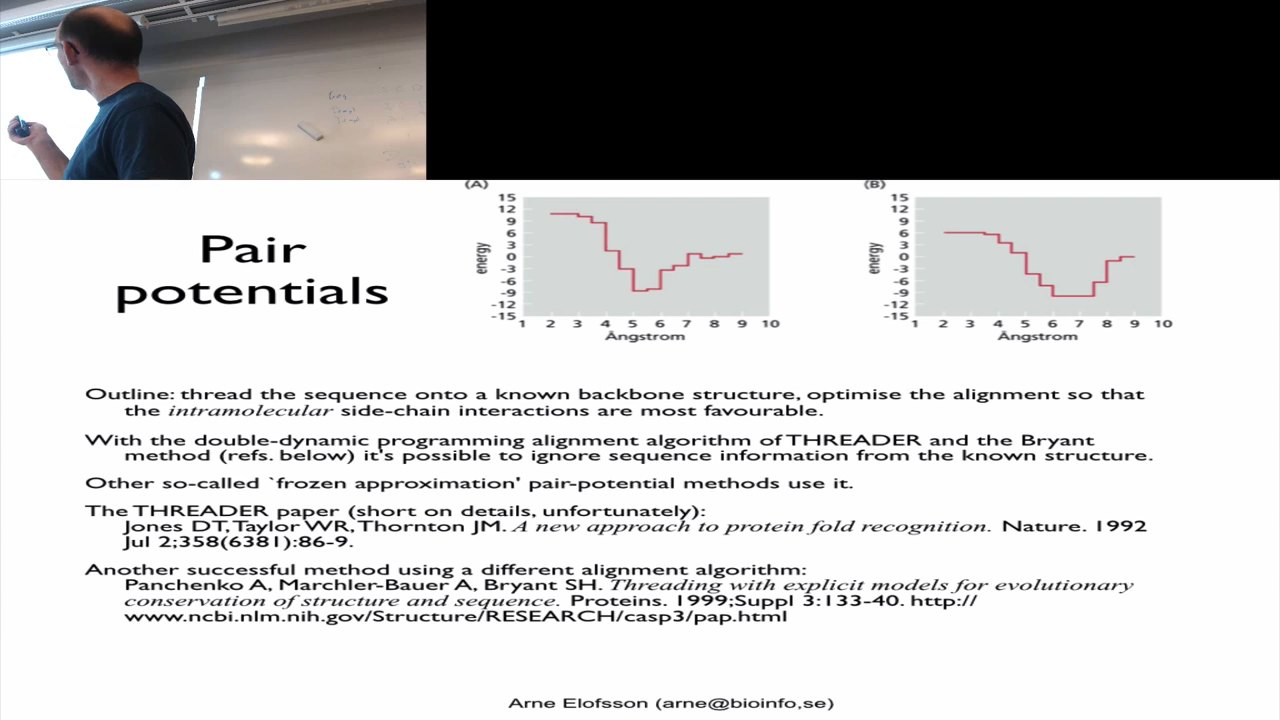 (A)
15
12
9
6
3
0
-3
-6
-9
-12
-15
energy
1 2 3 4 5 6 7 8 9 10
Ångstrom
(B)
15
12
9
6
3
0
-3
-6
-9
-12
-15
energy
1 2 3 4 5 6 7 8 9 10
Ångstrom
Pair
potentials
Outline: thread the sequence onto a known backbone structure, optimise the alignment so that
the intramolecular side-chain interactions are most favourable.
With the double-dynamic programming alignment algorithm of THREADER and the Bryant
method (refs. below) it's possible to ignore sequence information from the known structure.
Other so-called `frozen approximation' pair-potential methods use it.
The THREADER paper (short on details, unfortunately):
Jones DT, Taylor WR, Thornton JM. A new approach to protein fold recognition. Nature. 1992
Jul 2;358(6381):86-9.
Another successful method using a different alignment algorithm:
Panchenko A, Marchler-Bauer A, Bryant SH. Threading with explicit models for evolutionary
conservation of structure and sequence. Proteins. 1999;Suppl 3:133-40. http://
www.ncbi.nlm.nih.gov/Structure/RESEARCH/casp3/pap.html
Arne Elofsson (arne@bioinfo,se)